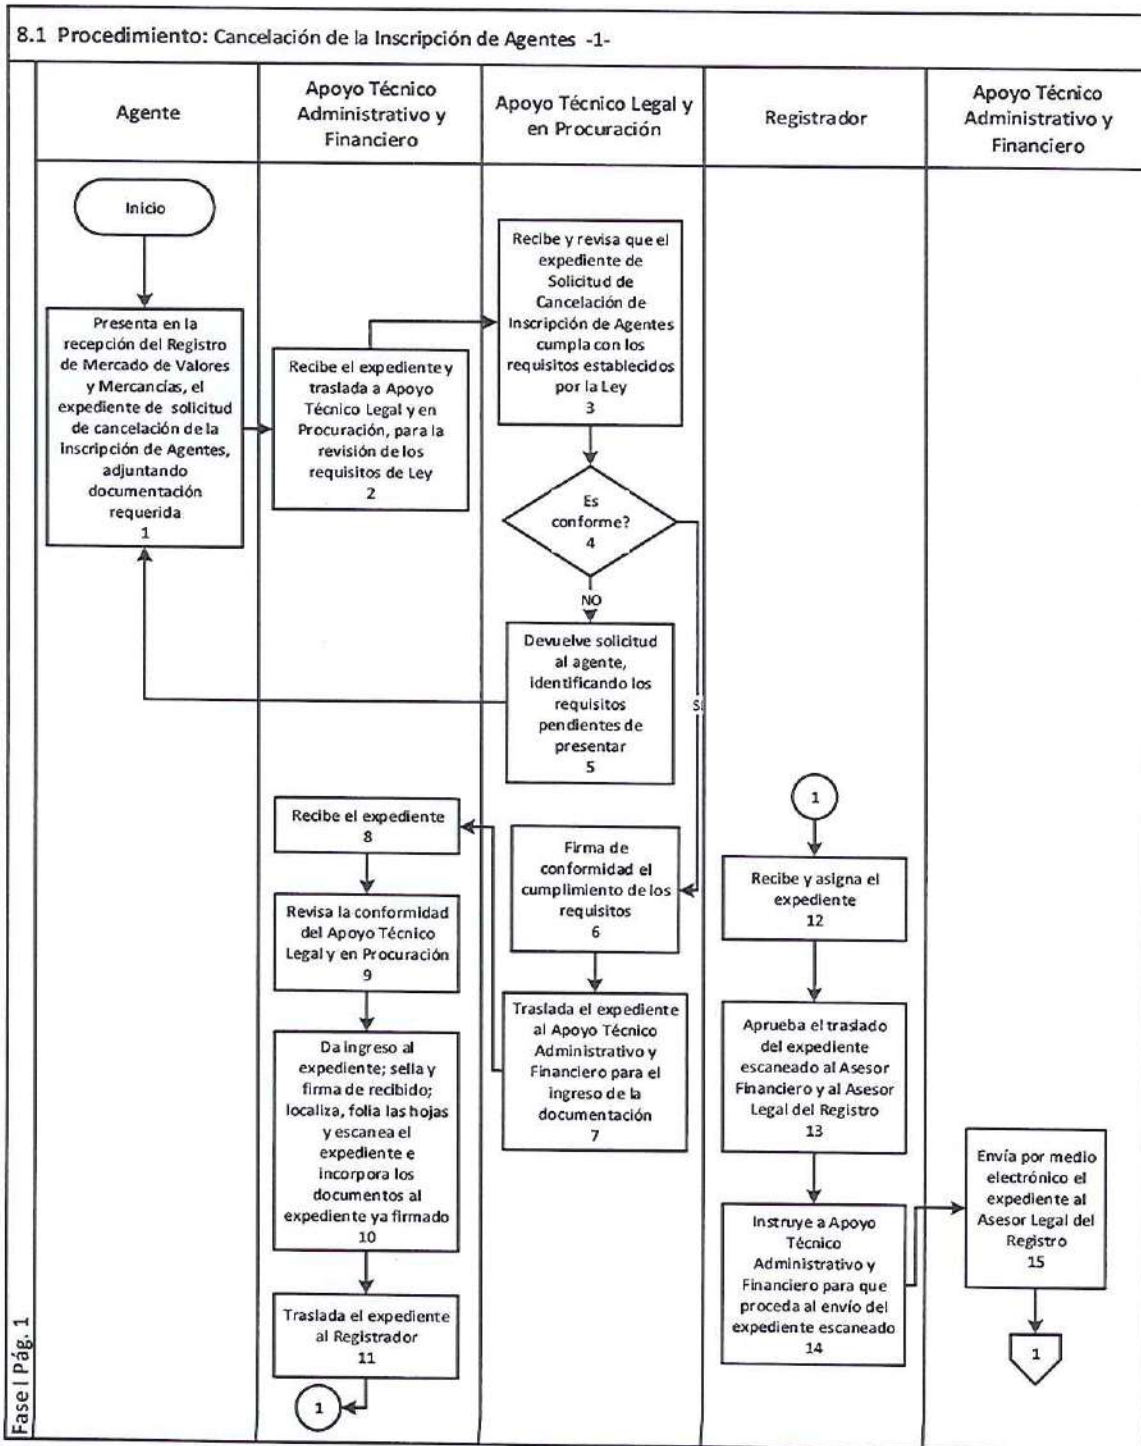 8.1 Procedimiento: Cancelación de la Inscripción de Agentes -1-
Agente
Apoyo Técnico
Administrativo y
Financiero
Apoyo Técnico Legal y
en Procuración
Registrador
Apoyo Técnico
Administrativo y
Financiero
Inicio
Presenta en la
recepción del Registro
de Mercado de Valores
y Mercancías, el
expediente de solicitud
de cancelación de la
Inscripción de Agentes,
adjuntando
documentación
requerida
1
Recibe el expediente y
traslada a Apoyo
Técnico Legal y en
Procuración, para la
revisión de los
requisitos de Ley
2
Recibe y revisa que el
expediente de
Solicitud de
Cancelación de
Inscripción de Agentes
cumpla con los
requisitos establecidos
por la Ley
3
Es
conforme?
4
NO
SI
Devuelve solicitud
al agente,
identificando los
requisitos
pendientes de
presentar
5
Firma de
conformidad el
cumplimiento de los
requisitos
6
Traslada el expediente
al Apoyo Técnico
Administrativo y
Financiero para el
ingreso de la
documentación
7
Recibe el expediente
8
Revisa la conformidad
del Apoyo Técnico
Legal y en Procuración
9
Da ingreso al
expediente; sella y
firma de recibido;
localiza, folia las hojas
y escanea el
expediente e
incorpora los
documentos al
expediente ya firmado
10
Traslada el expediente
al Registrador
11
1
1
Recibe y asigna el
expediente
12
Aprueba el traslado
del expediente
escaneado al Asesor
Financiero y al Asesor
Legal del Registro
13
Instruye a Apoyo
Técnico
Administrativo y
Financiero para que
proceda al envío del
expediente escaneado
14
Envía por medio
electrónico el
expediente al
Asesor Legal del
Registro
15
1
Fase I Pág. 1